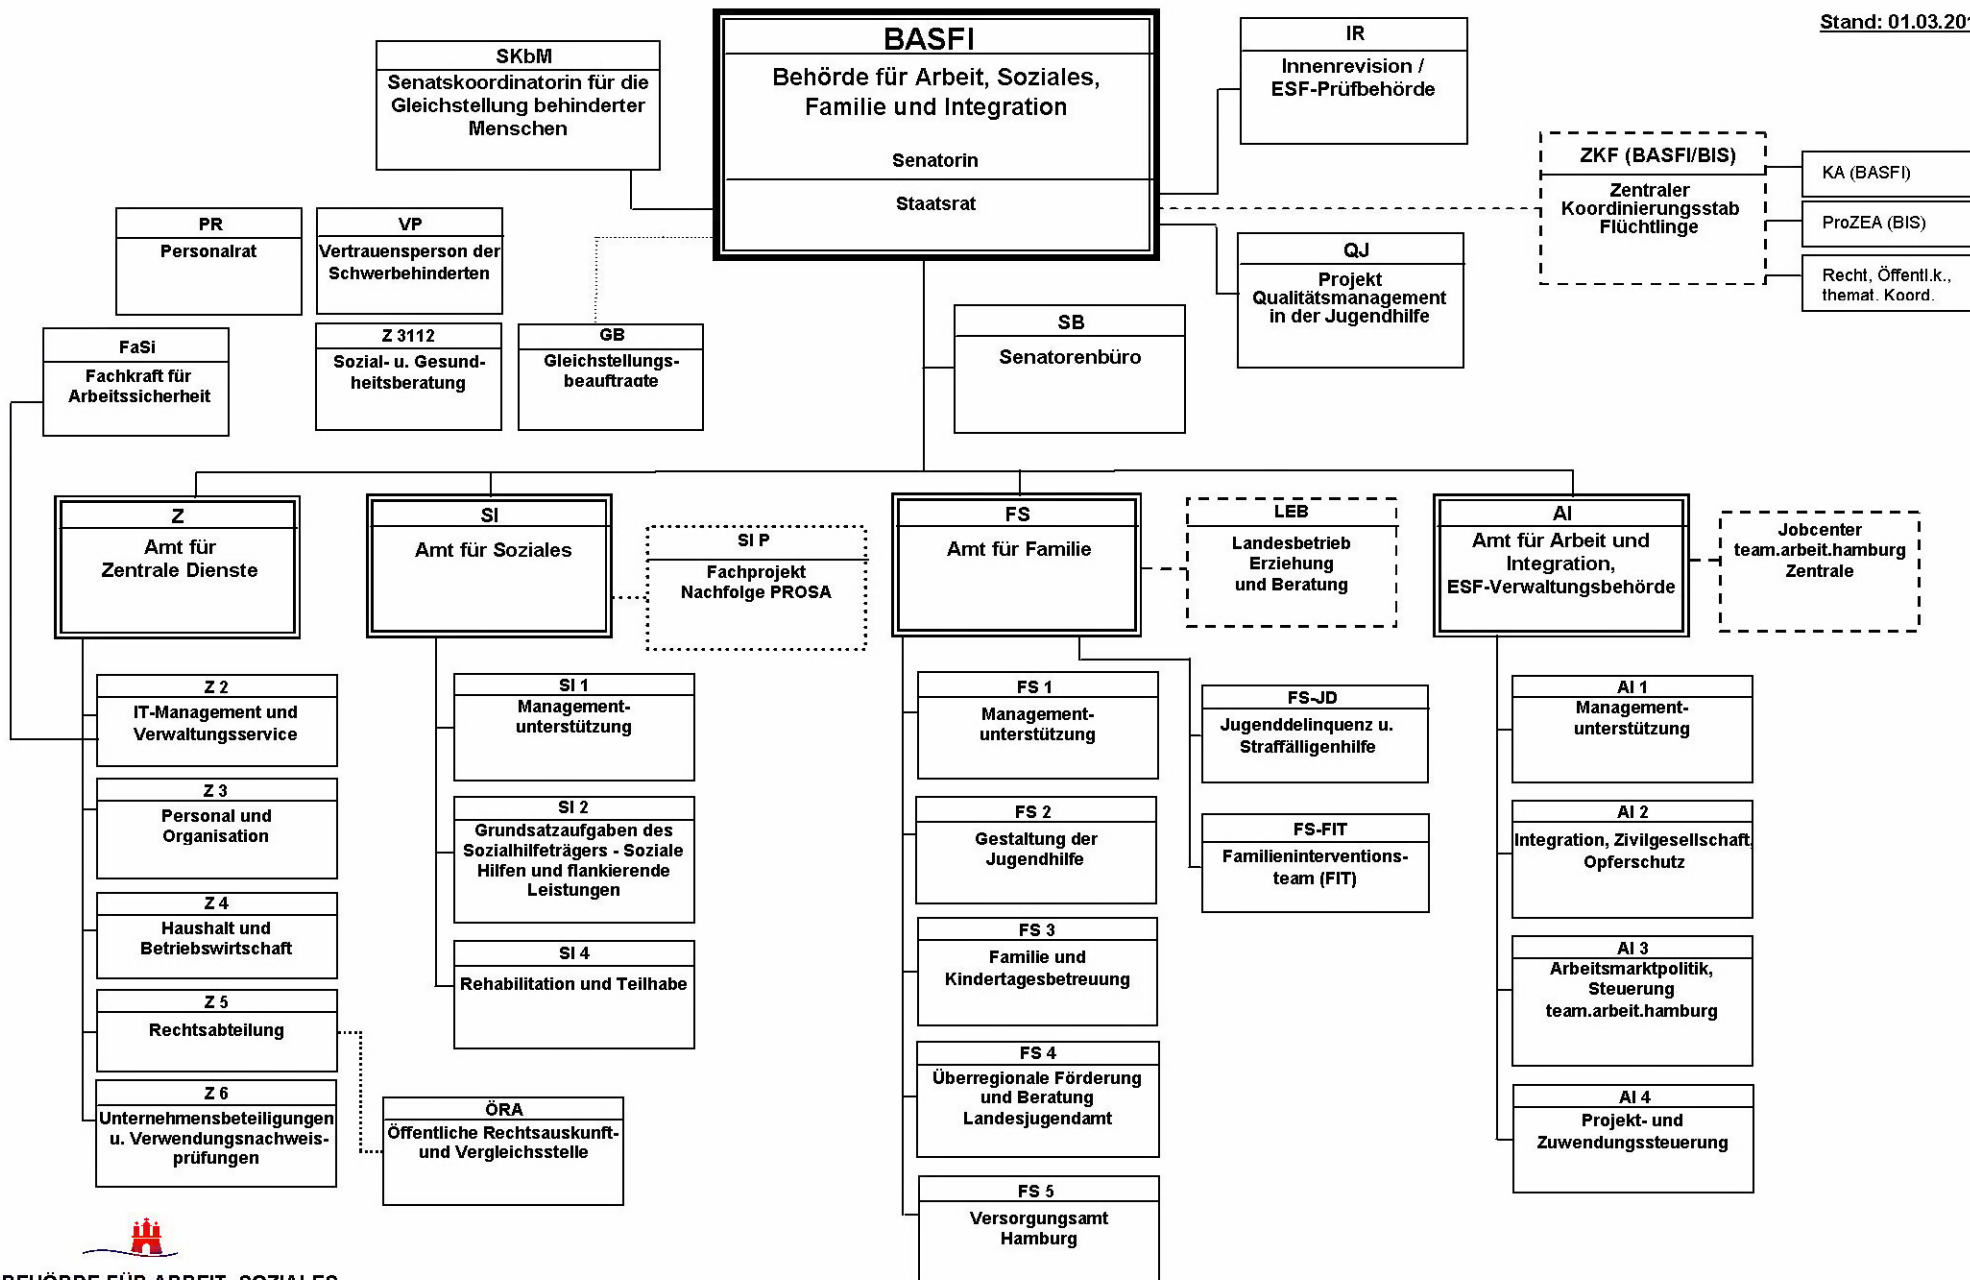 Stand: 01.03.201
BASFI
Behörde für Arbeit, Soziales,
Familie und Integration
Senatorin
Staatsrat
SKbM
Senatskoordinatorin für die
Gleichstellung behinderter
Menschen
IR
Innenrevision /
ESF-Prüfbehörde
ZKF (BASFI/BIS)
Zentraler
Koordinierungsstab
Flüchtlinge
KA (BASFI)
ProZEA (BIS)
Recht, Öffentl.k.,
themat. Koord.
PR
Personalrat
VP
Vertrauensperson der
Schwerbehinderten
QJ
Projekt
Qualitätsmanagement
in der Jugendhilfe
FaSi
Fachkraft für
Arbeitssicherheit
Z 3112
Sozial- u. Gesund-
heitsberatung
GB
Gleichstellungs-
beauftragte
SB
Senatorenbüro
Z
Amt für
Zentrale Dienste
SI
Amt für Soziales
SI P
Fachprojekt
Nachfolge PROSA
FS
Amt für Familie
LEB
Landesbetrieb
Erziehung
und Beratung
AI
Amt für Arbeit und
Integration,
ESF-Verwaltungsbehörde
Jobcenter
team.arbeit.hamburg
Zentrale
Z 2
IT-Management und
Verwaltungsservice
Z 3
Personal und
Organisation
Z 4
Haushalt und
Betriebswirtschaft
Z 5
Rechtsabteilung
Z 6
Unternehmensbeteiligungen
u. Verwendungsnachweis-
prüfungen
ÖRA
Öffentliche Rechtsauskunft-
und Vergleichsstelle
SI 1
Management-
unterstützung
SI 2
Grundsatzaufgaben des
Sozialhilfeträgers - Soziale
Hilfen und flankierende
Leistungen
SI 4
Rehabilitation und Teilhabe
FS 1
Management-
unterstützung
FS 2
Gestaltung der
Jugendhilfe
FS 3
Familie und
Kindertagesbetreuung
FS 4
Überregionale Förderung
und Beratung
Landesjugendamt
FS 5
Versorgungsamt
Hamburg
FS-JD
Jugenddelinquenz u.
Straffälligenhilfe
FS-FIT
Familieninterventions-
team (FIT)
AI 1
Management-
unterstützung
AI 2
Integration, Zivilgesellschaft,
Opferschutz
AI 3
Arbeitsmarktpolitik,
Steuerung
team.arbeit.hamburg
AI 4
Projekt- und
Zuwendungssteuerung
BEHÖRDE FÜR ARBEIT, SOZIALES,